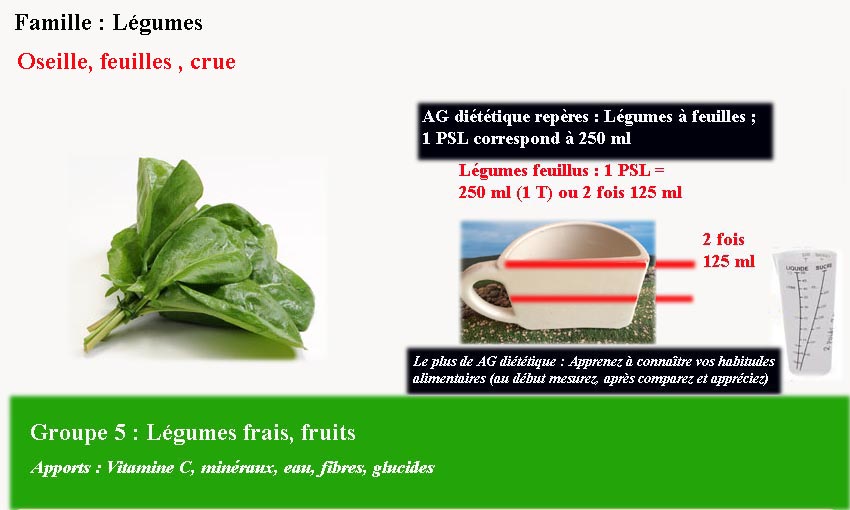 Famille : Légumes
Oseille, feuilles , crue
AG diététique repères : Légumes à feuilles ;
1 PSL correspond à 250 ml
Légumes feuillus : 1 PSL =
250 ml (1 T) ou 2 fois 125 ml
2 fois
125 ml
LIQUIDE SUCRE
Le plus de AG diététique : Apprenez à connaître vos habitudes
alimentaires (au début mesurez, après comparez et appréciez)
Groupe 5 : Légumes frais, fruits
Apports : Vitamine C, minéraux, eau, fibres, glucides